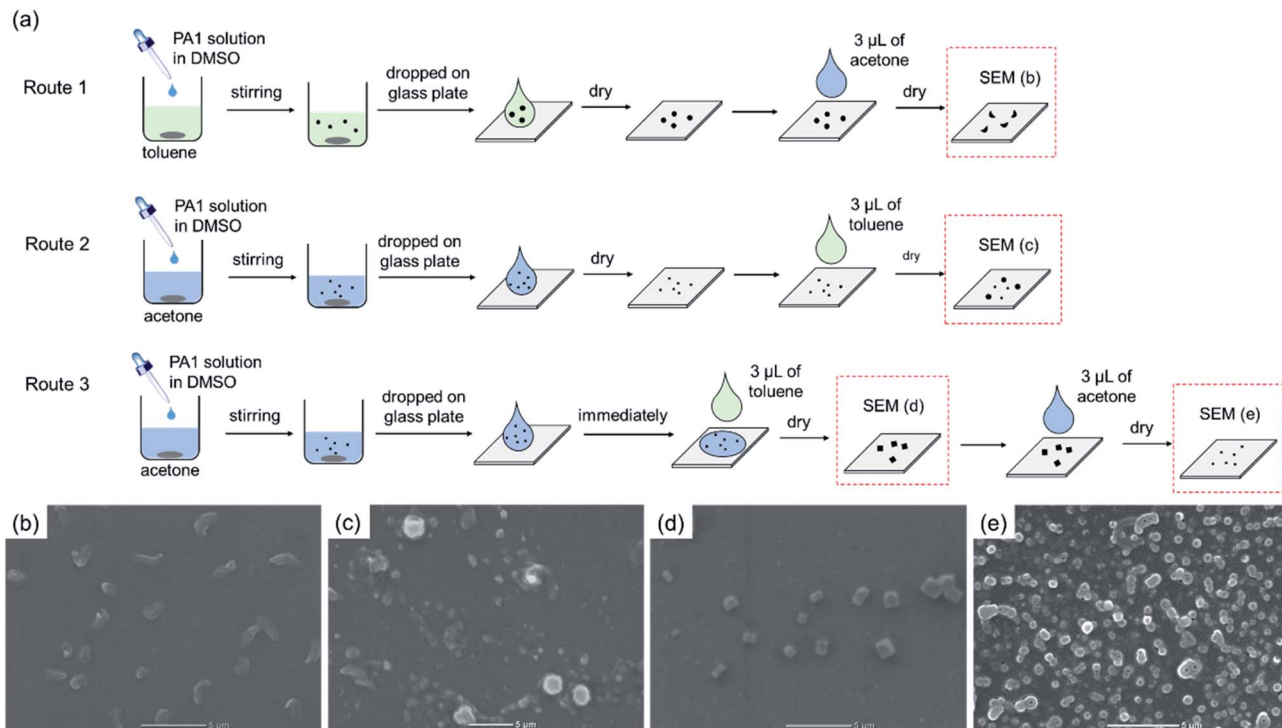 (a)
Route 1
PA1 solution
in DMSO
toluene
stirring
dropped on
glass plate
dry
3 µL of
acetone
dry
SEM (b)
Route 2
PA1 solution
in DMSO
acetone
stirring
dropped on
glass plate
dry
3 µL of
toluene
dry
SEM (c)
Route 3
PA1 solution
in DMSO
acetone
stirring
dropped on
glass plate
immediately
3 µL of
toluene
dry
SEM (d)
3 µL of
acetone
dry
SEM (e)
(b)
5 µm
(c)
5 µm
(d)
5 µm
(e)
5 µm